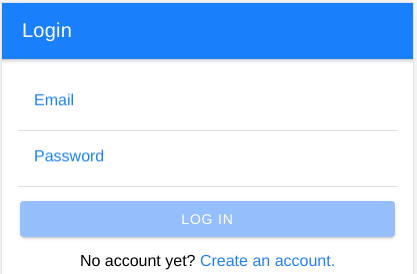 Login
Email
Password
LOG IN
No account yet? Create an account.